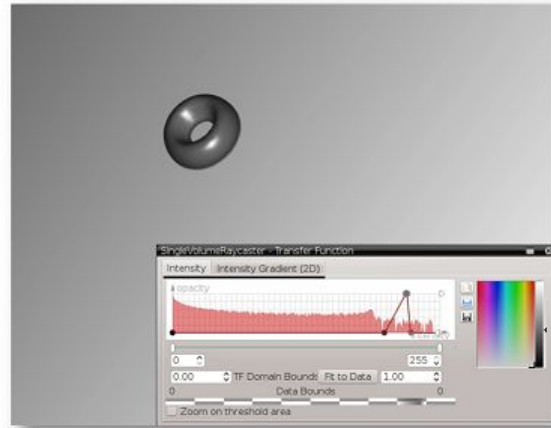 SingleVolumeRaycaster - Transfer Function
Intensity Intensity Gradient (2D)
opacity
0 255
0.00 TF Domain Bounds Fit to Data 1.00
0 Data Bounds 0
Zoom on threshold area